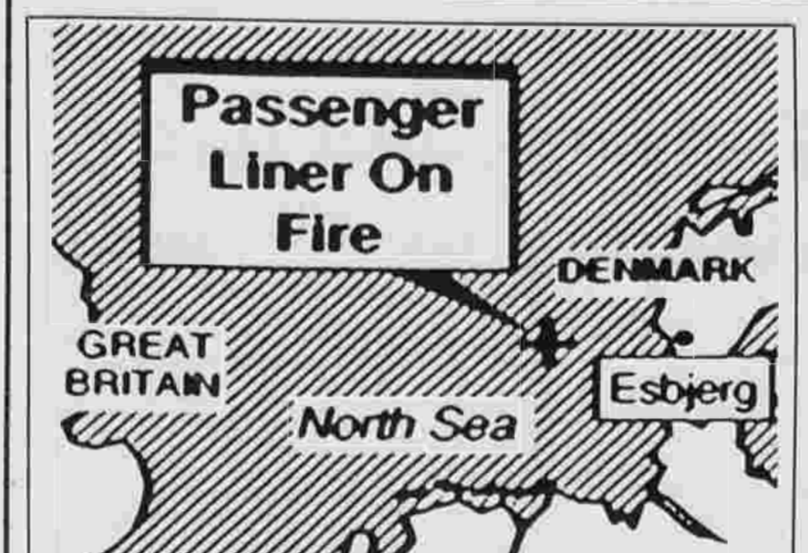 Passenger
Liner On
Fire
DENMARK
GREAT
BRITAIN
Esbjerg
North Sea